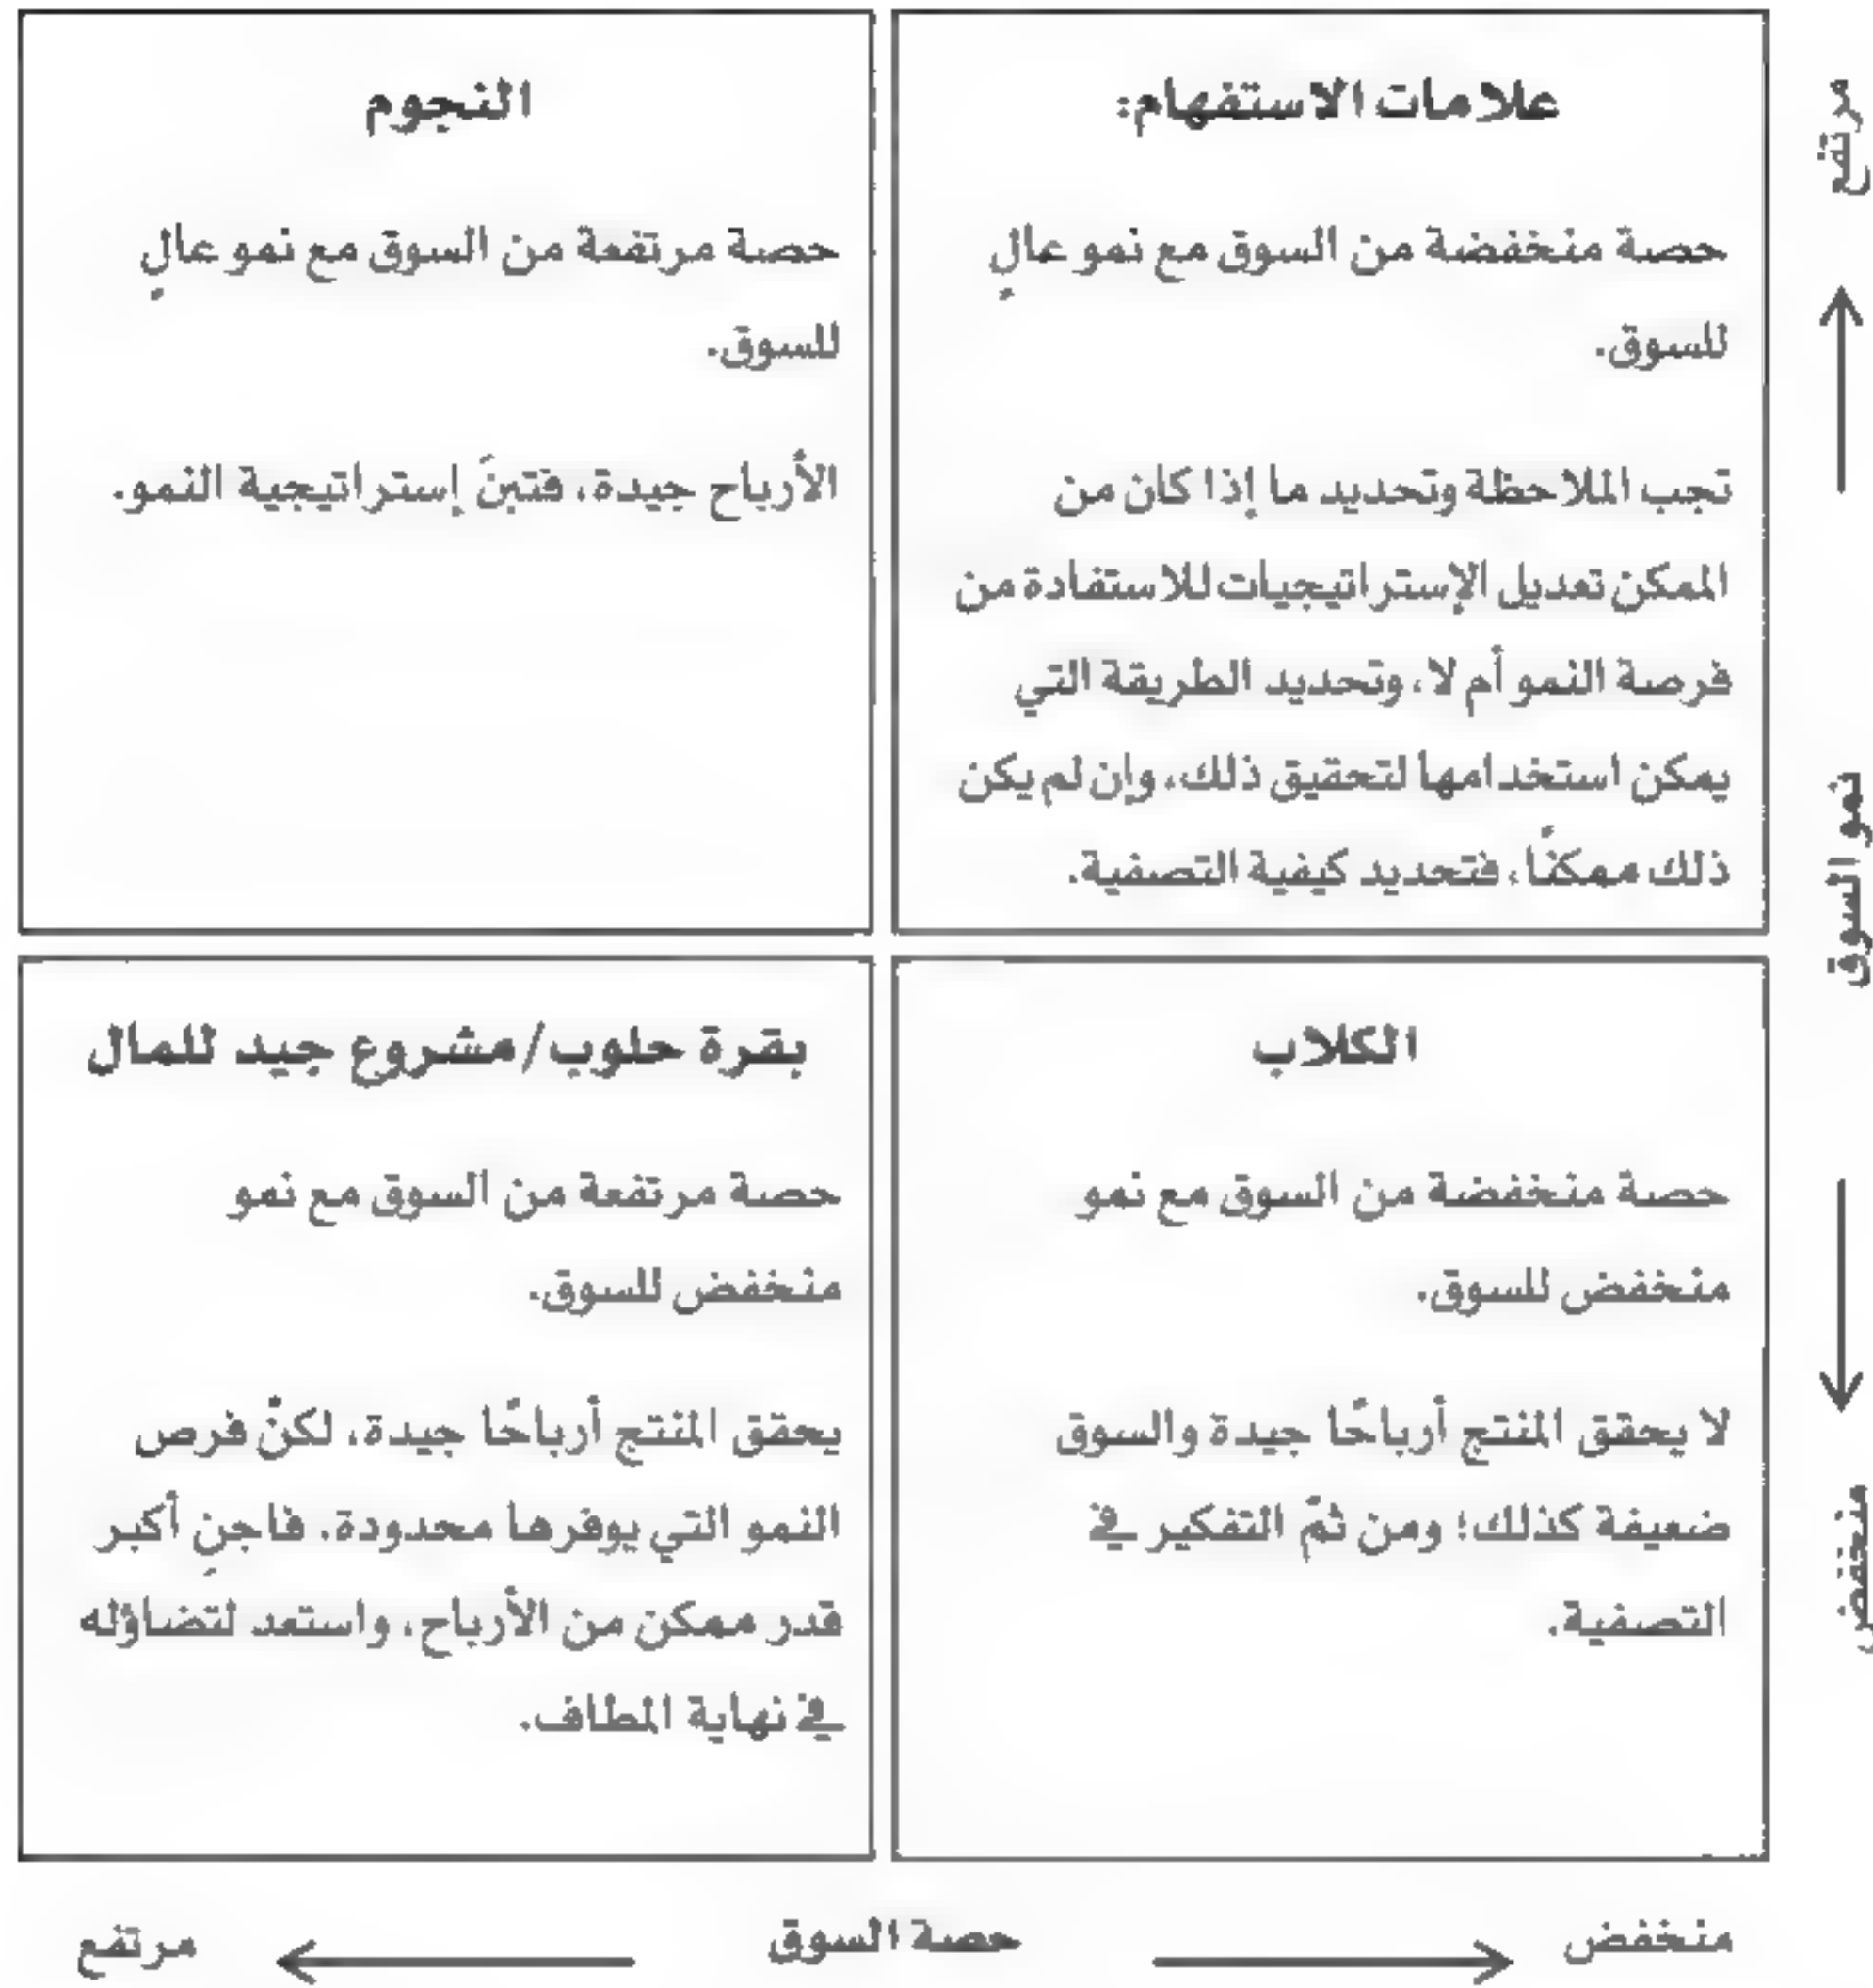 علامات الاستفهام:
حصة منخفضة من السوق مع نمو عالٍ
للسوق.
تجب الملاحظة وتحديد ما إذا كان من
الممكن تعديل الإستراتيجيات للاستفادة من
فرصة النمو أم لا، وتحديد الطريقة التي
يمكن استخدامها لتحقيق ذلك، وإن لم يكن
ذلك ممكنًا، فتحديد كيفية التصفية.
النجوم
حصة مرتفعة من السوق مع نمو عالٍ
للسوق.
الأرباح جيدة، فتبنَ إستراتيجية النمو.
الكلاب
حصة منخفضة من السوق مع نمو
منخفض للسوق.
لا يحقق المنتج أرباحًا جيدة والسوق
ضعيفة كذلك؛ ومن ثمّ التفكير في
التصفية.
بقرة حلوب/مشروع جيد للمال
حصة مرتفعة من السوق مع نمو
منخفض للسوق.
يحقق المنتج أرباحًا جيدة، لكنّ فرص
النمو التي يوفرها محدودة. فاجنِ أكبر
قدر ممكن من الأرباح، واستعد لتضاؤله
في نهاية المطاف.
مرتفع
نمو السوق
منخفض
منخفض
حصة السوق
مرتفع